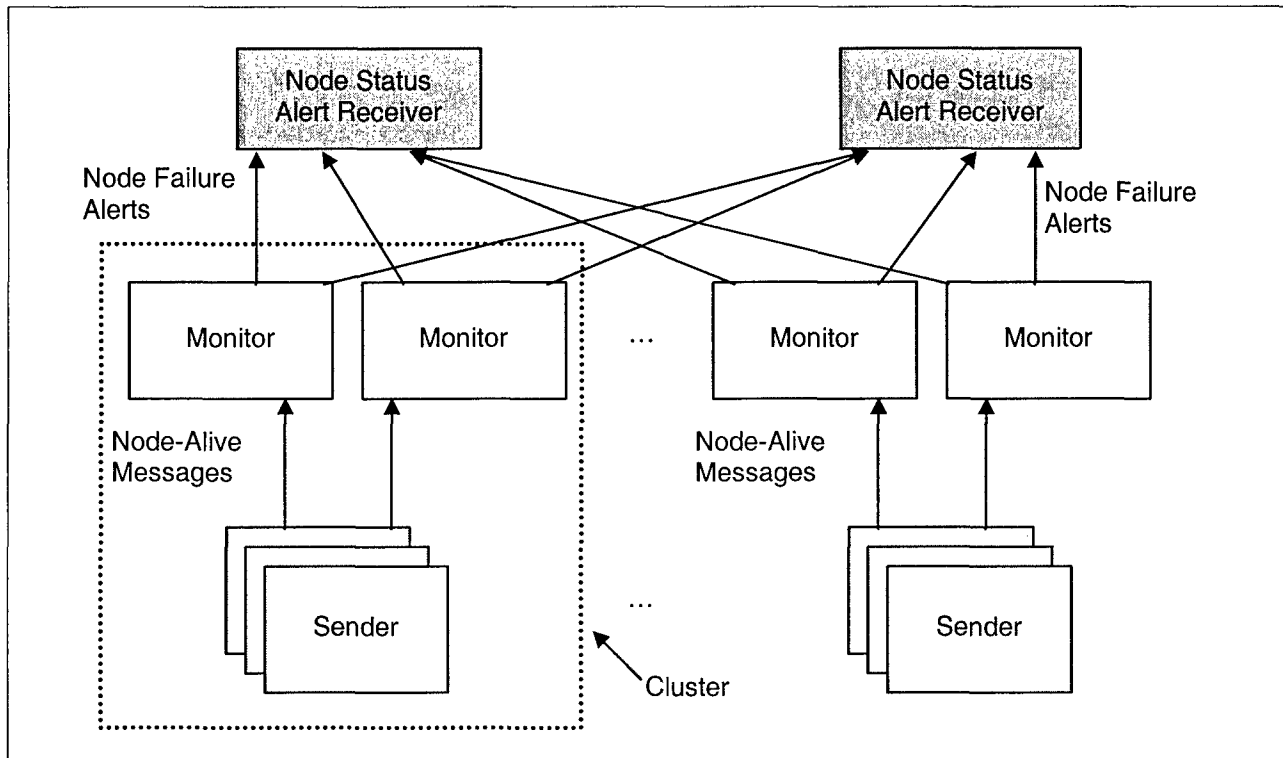 Node Status
Alert Receiver
Node Status
Alert Receiver
Node Failure
Alerts
Node Failure
Alerts
Monitor
Monitor
...
Monitor
Monitor
Node-Alive
Messages
Node-Alive
Messages
Sender
...
Sender
Cluster